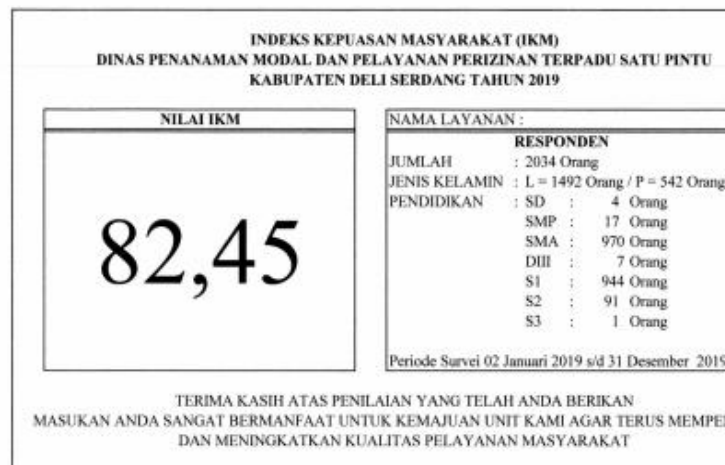 INDEKS KEPUASAN MASYARAKAT (IKM)
DINAS PENANAMAN MODAL DAN PELAYANAN PERIZINAN TERPADU SATU PINTU
KABUPATEN DELI SERDANG TAHUN 2019
NILAI IKM
82,45
NAMA LAYANAN :
RESPONDEN
JUMLAH : 2034 Orang
JENIS KELAMIN : L = 1492 Orang / P = 542 Orang
PENDIDIKAN : SD : 4 Orang
SMP : 17 Orang
SMA : 970 Orang
DIII : 7 Orang
S1 : 944 Orang
S2 : 91 Orang
S3 : 1 Orang
Periode Survei 02 Januari 2019 s/d 31 Desember 2019
TERIMA KASIH ATAS PENILAIAN YANG TELAH ANDA BERIKAN
MASUKAN ANDA SANGAT BERMANFAAT UNTUK KEMAJUAN UNIT KAMI AGAR TERUS
DAN MENINGKATKAN KUALITAS PELAYANAN MASYARAKAT